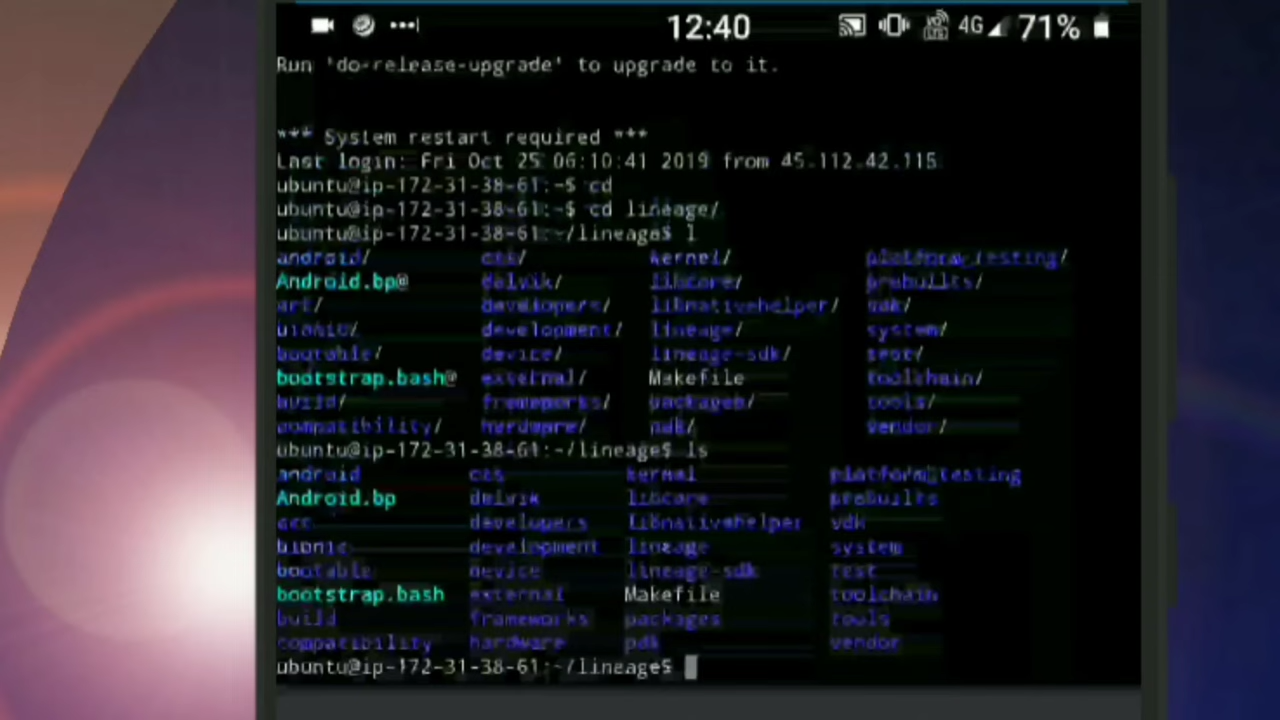 12:40 4G 71%
Run 'do-release-upgrade' to upgrade to it.
*** System restart required ***
Last login: Fri Oct 25 06:10:41 2019 from 45.112.42.115
ubuntu@ip-172-31-38-61:~$ cd
ubuntu@ip-172-31-38-61:~$ cd lineage/
ubuntu@ip-172-31-38-61:~/lineage$ l
android/ cts/ kernel/ platform_testing/
Android.bp@ dalvik/ libcore/ prebuilts/
art/ developers/ libnativehelper/ sdk/
bionic/ development/ lineage/ system/
bootable/ device/ lineage-sdk/ test/
bootstrap.bash@ external/ Makefile toolchain/
build/ frameworks/ packages/ tools/
compatibility/ hardware/ pdk/ vendor/
ubuntu@ip-172-31-38-61:~/lineage$ ls
android cts kernel platform_testing
Android.bp dalvik libcore prebuilts
art developers libnativehelper sdk
bionic development lineage system
bootable device lineage-sdk test
bootstrap.bash external Makefile toolchain
build frameworks packages tools
compatibility hardware pdk vendor
ubuntu@ip-172-31-38-61:~/lineage$